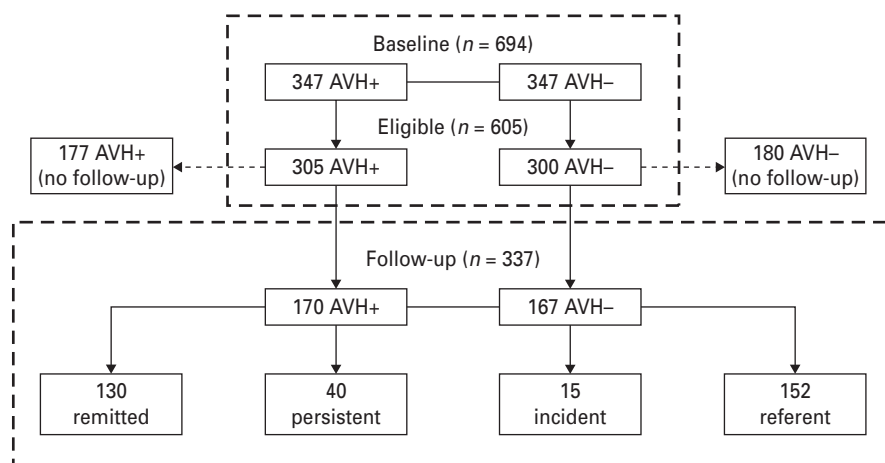 Baseline (n = 694)
347 AVH+
347 AVH–
Eligible (n = 605)
177 AVH+
(no follow-up)
305 AVH+
300 AVH–
180 AVH–
(no follow-up)
Follow-up (n = 337)
170 AVH+
167 AVH–
130
remitted
40
persistent
15
incident
152
referent